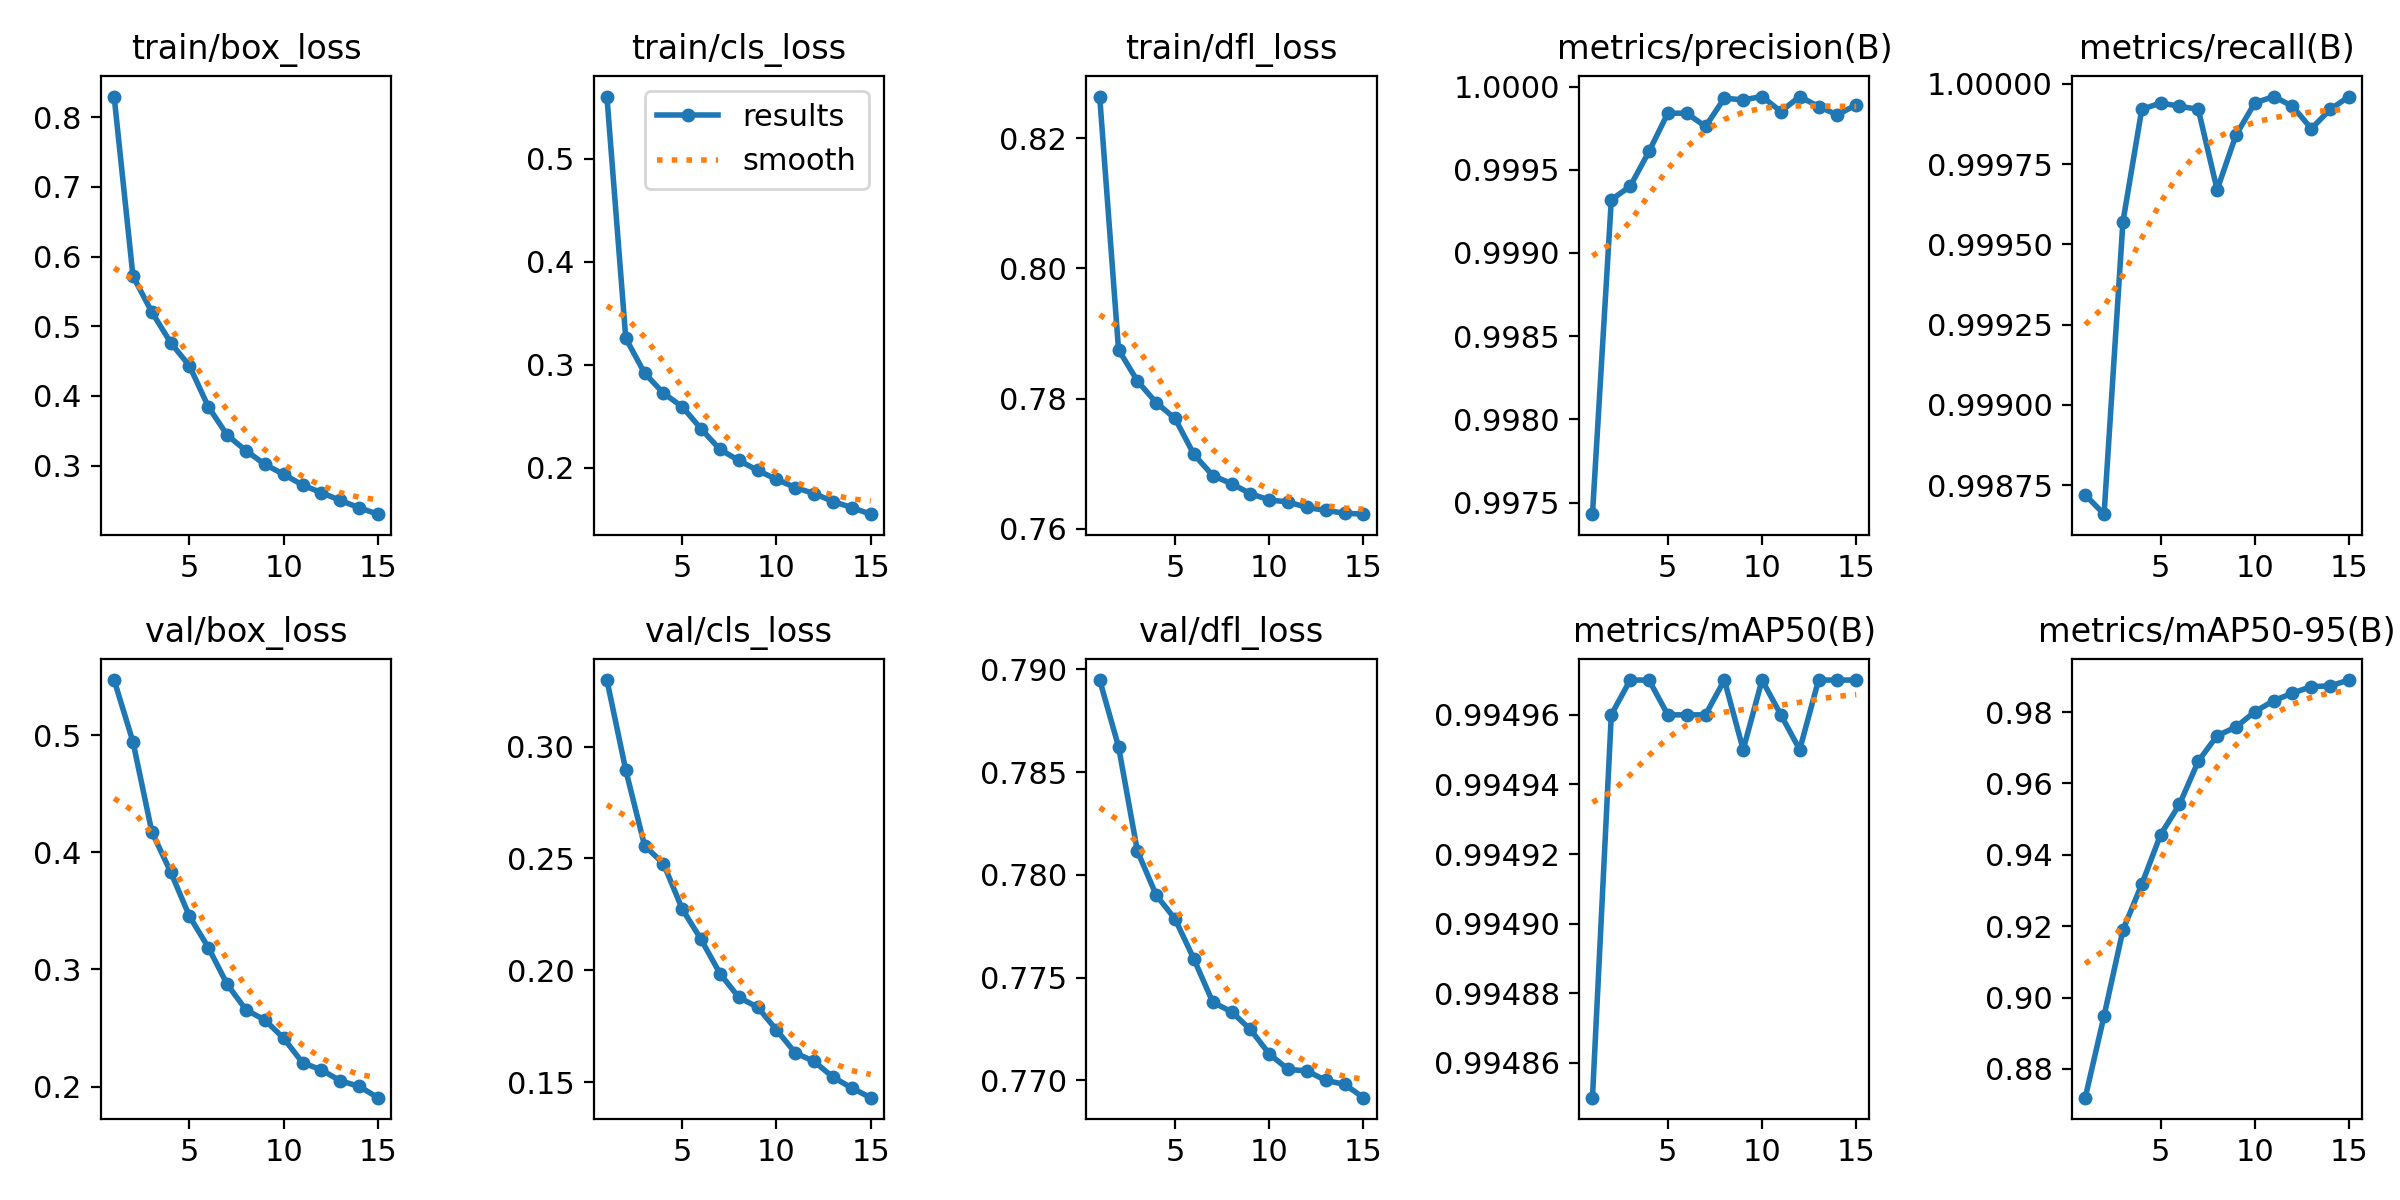 train/box_loss
train/cls_loss
train/dfl_loss
metrics/precision(B)
metrics/recall(B)
0.8
0.7
0.6
0.5
0.4
0.3
5 10 15
results
smooth
0.5
0.4
0.3
0.2
5 10 15
0.82
0.80
0.78
0.76
5 10 15
1.0000
0.9995
0.9990
0.9985
0.9980
0.9975
5 10 15
1.00000
0.99975
0.99950
0.99925
0.99900
0.99875
5 10 15
val/box_loss
val/cls_loss
val/dfl_loss
metrics/mAP50(B)
metrics/mAP50-95(B)
0.5
0.4
0.3
0.2
5 10 15
0.30
0.25
0.20
0.15
5 10 15
0.790
0.785
0.780
0.775
0.770
5 10 15
0.99496
0.99494
0.99492
0.99490
0.99488
0.99486
5 10 15
0.98
0.96
0.94
0.92
0.90
0.88
5 10 15